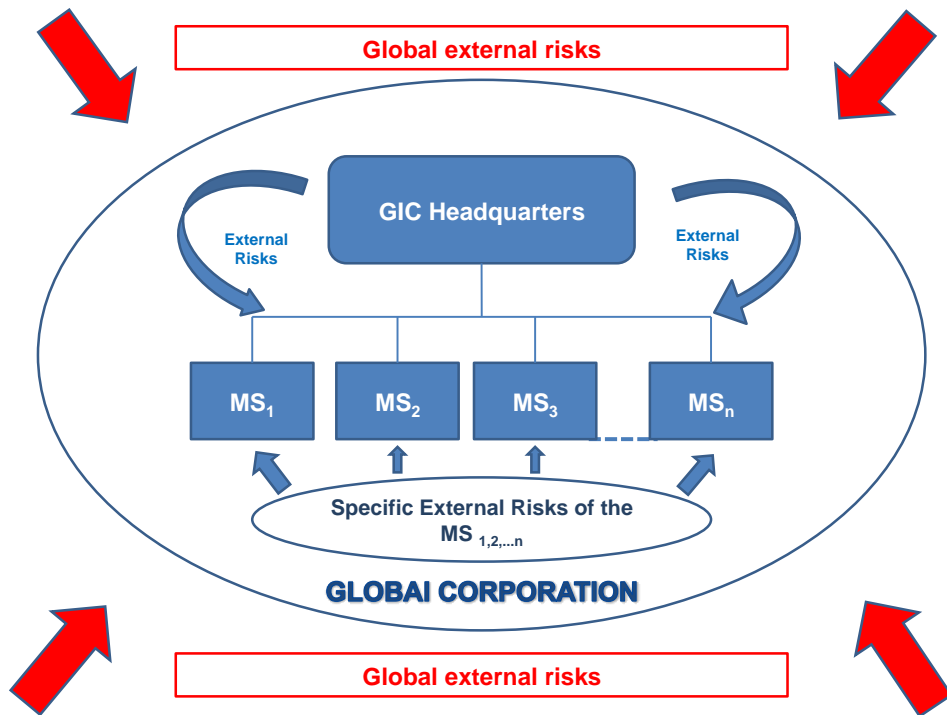 Global external risks
GIC Headquarters
External
Risks
External
Risks
MS1
MS2
MS3
MSn
Specific External Risks of the
MS 1,2,...n
GLOBAl CORPORATION
Global external risks